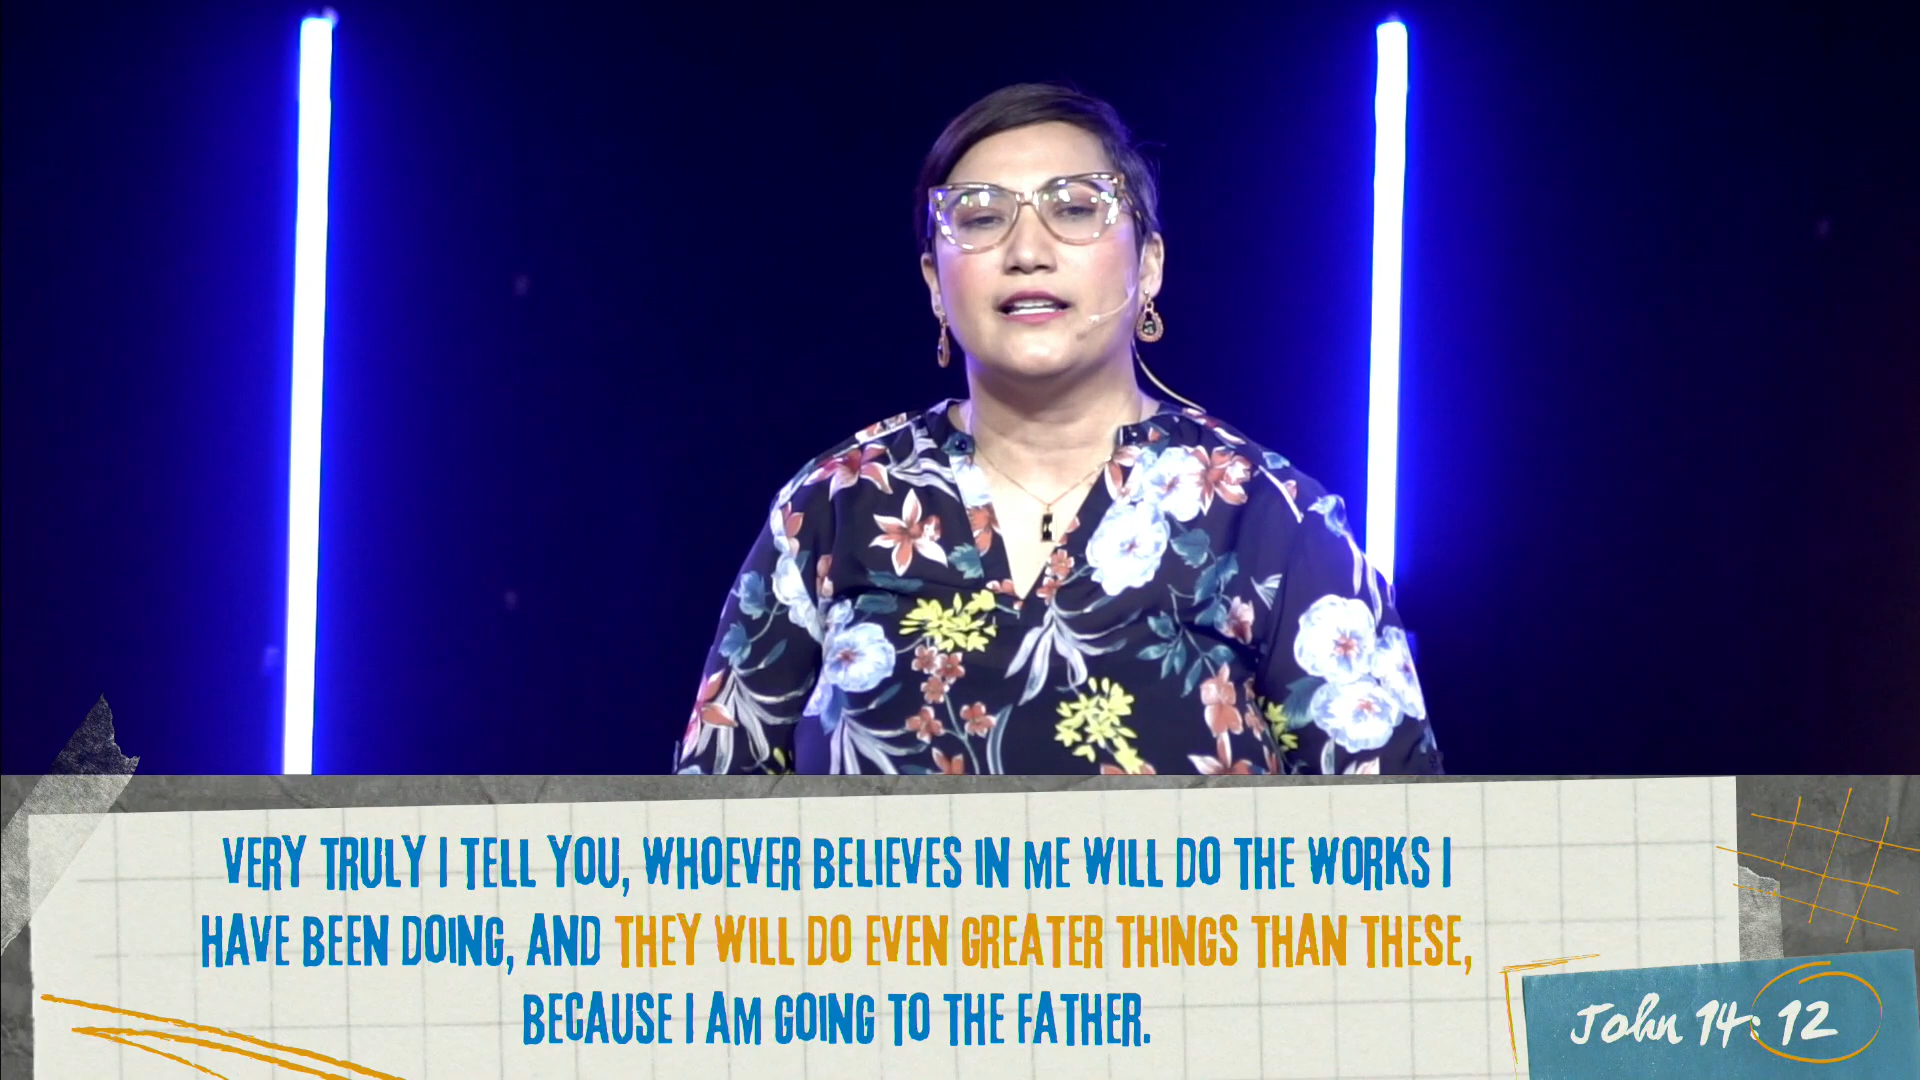 VERY TRULY I TELL YOU, WHOEVER BELIEVES IN ME WILL DO THE WORKS I
HAVE BEEN DOING, AND THEY WILL DO EVEN GREATER THINGS THAN THESE,
BECAUSE I AM GOING TO THE FATHER.
John 14:12